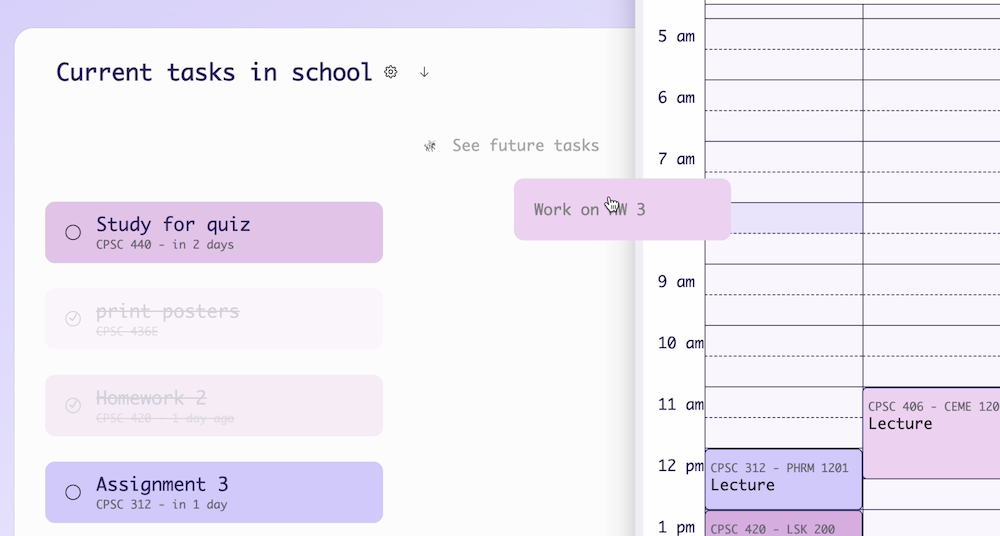 Current tasks in school
See future tasks
Work on HW 3
Study for quiz
CPSC 440 - in 2 days
print posters
CPSC 436E
Homework 2
CPSC 420 - 1 day ago
Assignment 3
CPSC 312 - in 1 day
5 am
6 am
7 am
9 am
10 am
11 am
12 pm
1 pm
CPSC 406 - CEME 120
Lecture
CPSC 312 - PHRM 1201
Lecture
CPSC 420 - LSK 200